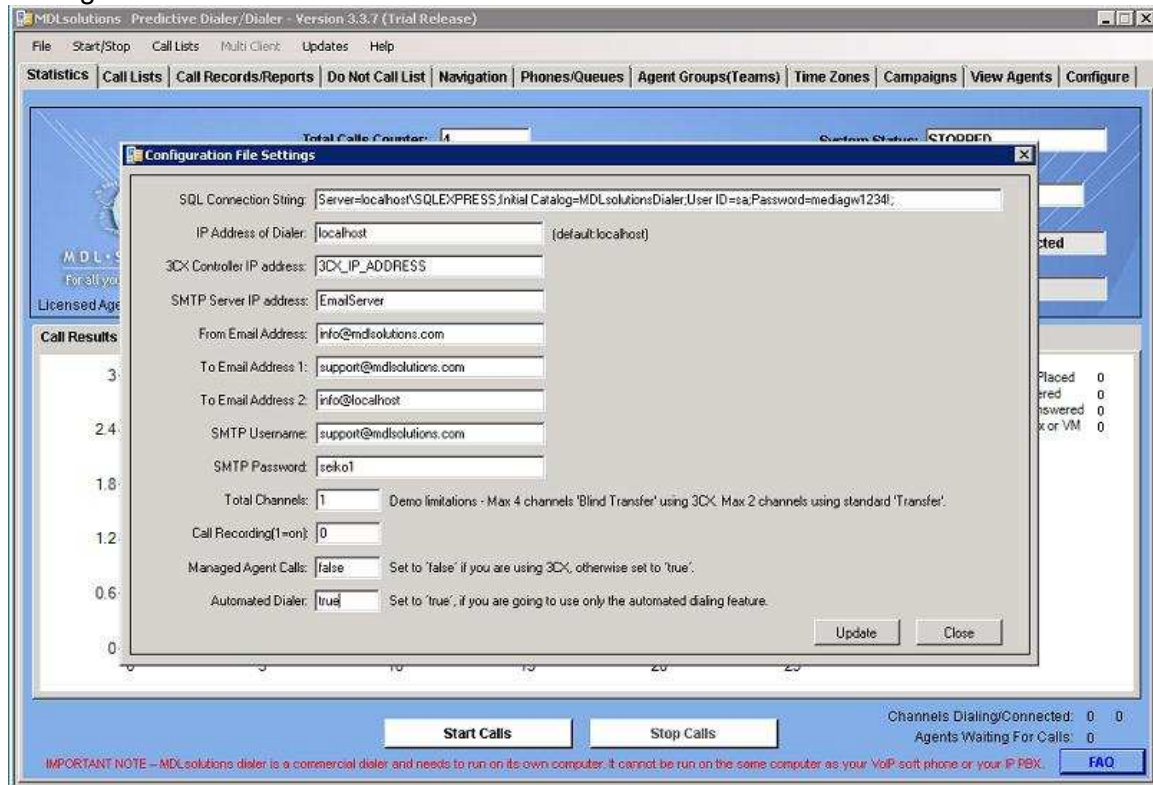 MDLsolutions Predictive Dialer/Dialer - Version 3.3.7 (Trial Release)
File Start/Stop Call Lists Multi Client Updates Help
Statistics Call Lists Call Records/Reports Do Not Call List Navigation Phones/Queues Agent Groups(Teams) Time Zones Campaigns View Agents Configure
Total Calls Counter: 4 System Status: STOPPED
Configuration File Settings
SQL Connection String: Server=localhost\SQLEXPRESS;Initial Catalog=MDLsolutionsDialer;User ID=sa;Password=mediagw1234!;
IP Address of Dialer: localhost (default:localhost)
3CX Controller IP address: 3CX_IP_ADDRESS
SMTP Server IP address: EmailServer
From Email Address: info@mdlsolutions.com
To Email Address 1: support@mdlsolutions.com
To Email Address 2: info@localhost
SMTP Username: support@mdlsolutions.com
SMTP Password: seiko1
Total Channels: 1 Demo limitations - Max 4 channels 'Blind Transfer' using 3CX. Max 2 channels using standard 'Transfer'.
Call Recording(1=on): 0
Managed Agent Calls: false Set to 'false' if you are using 3CX, otherwise set to 'true'.
Automated Dialer: true Set to 'true', if you are going to use only the automated dialing feature.
Update Close
MDL
For all
Licensed
Call Results
3
2.4
1.8
1.2
0.6
0
0 5 10 15 20 25
Placed 0
0
0
or VM 0
Channels Dialing/Connected: 0 0
Start Calls Stop Calls
Agents Waiting For Calls: 0
IMPORTANT NOTE – MDLsolutions dialer is a commercial dialer and needs to run on its own computer. It cannot be run on the same computer as your VoIP soft phone or your IP PBX. FAQ